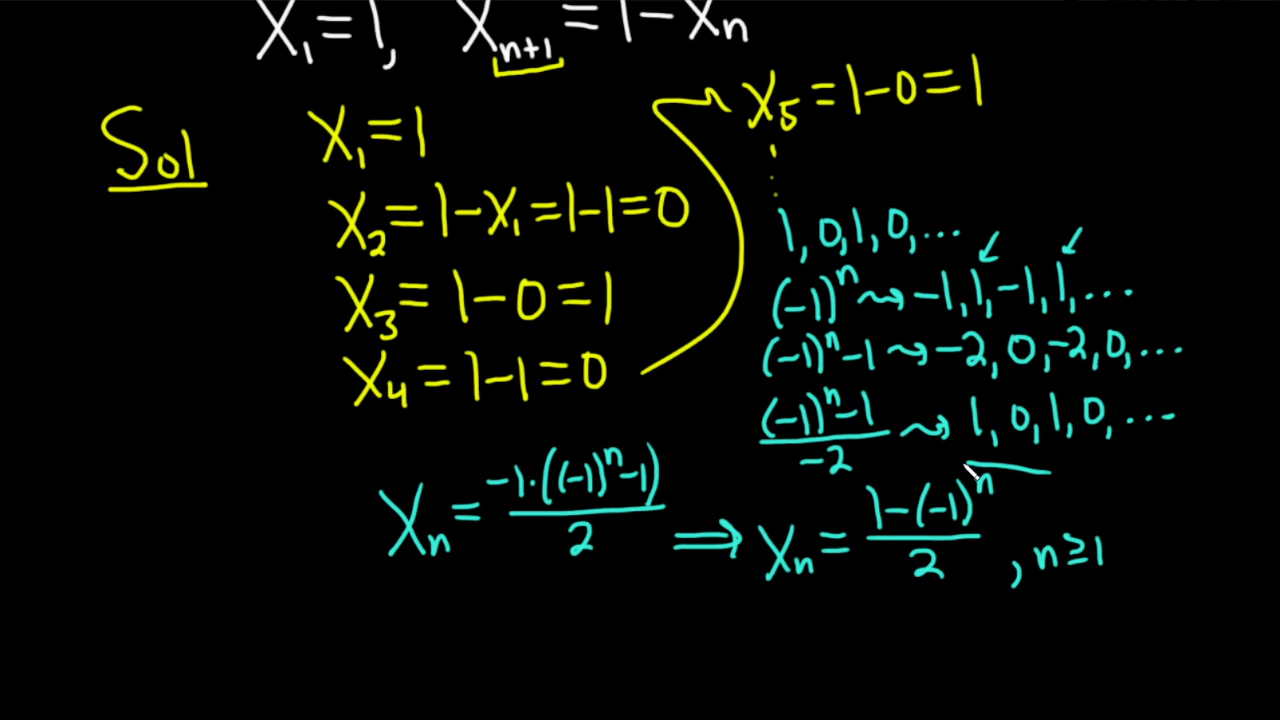 x₁=1, xₙ₊₁=1-xₙ
Sol
x₁=1
x₂=1-x₁=1-1=0
x₃=1-0=1
x₄=1-1=0
x₅=1-0=1
⋮
1,0,1,0,...
(-1)ⁿ⇝-1,1,-1,1,...
(-1)ⁿ-1⇝-2,0,-2,0,...
((-1)ⁿ-1)/-2⇝1,0,1,0,...
xₙ=-1·((-1)ⁿ-1)/2 ⟹ xₙ=(1-(-1)ⁿ)/2, n≥1